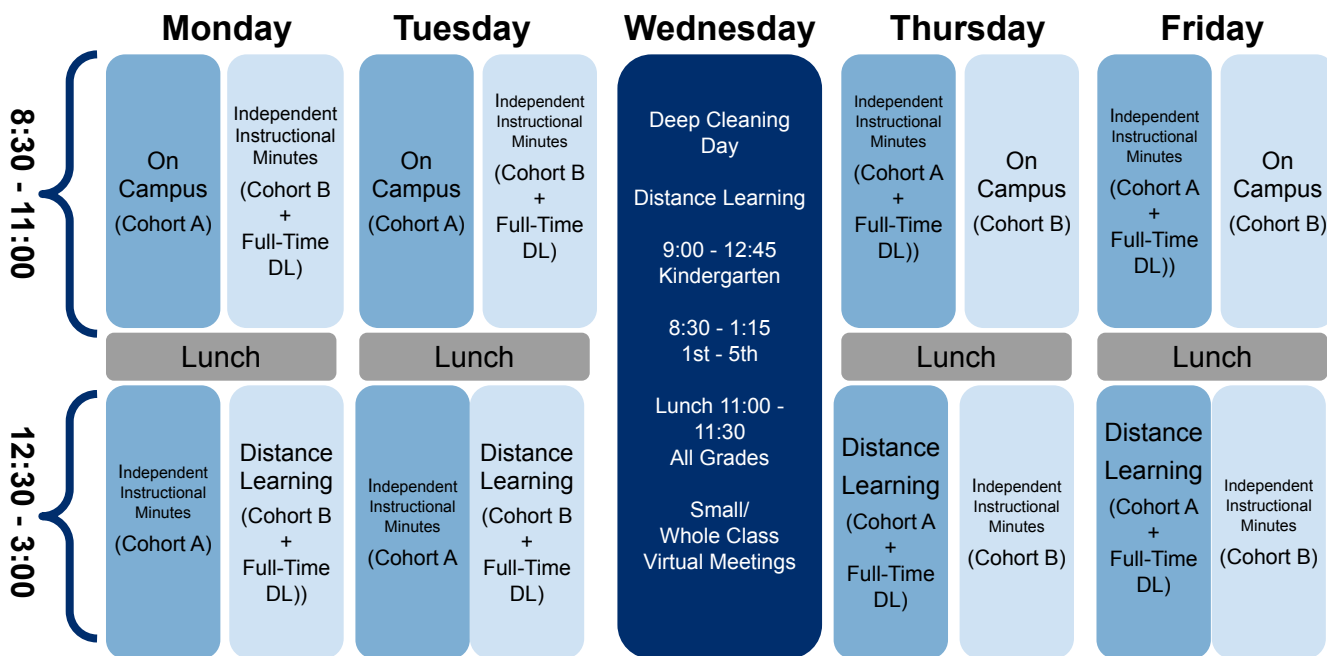 Monday
Tuesday
Wednesday
Thursday
Friday
8:30 - 11:00
On
Campus
(Cohort A)
Independent
Instructional
Minutes
(Cohort B
+
Full-Time
DL)
On
Campus
(Cohort A)
Independent
Instructional
Minutes
(Cohort B
+
Full-Time
DL)
Deep Cleaning
Day
Distance Learning
9:00 - 12:45
Kindergarten
8:30 - 1:15
1st - 5th
Lunch 11:00 -
11:30
All Grades
Small/
Whole Class
Virtual Meetings
Independent
Instructional
Minutes
(Cohort A
+
Full-Time
DL))
On
Campus
(Cohort B)
Independent
Instructional
Minutes
(Cohort A
+
Full-Time
DL))
On
Campus
(Cohort B)
Lunch
Lunch
Lunch
Lunch
12:30 - 3:00
Independent
Instructional
Minutes
(Cohort A)
Distance
Learning
(Cohort B
+
Full-Time
DL))
Independent
Instructional
Minutes
(Cohort A
Distance
Learning
(Cohort B
+
Full-Time
DL)
Distance
Learning
(Cohort A
+
Full-Time
DL)
Independent
Instructional
Minutes
(Cohort B)
Distance
Learning
(Cohort A
+
Full-Time
DL)
Independent
Instructional
Minutes
(Cohort B)